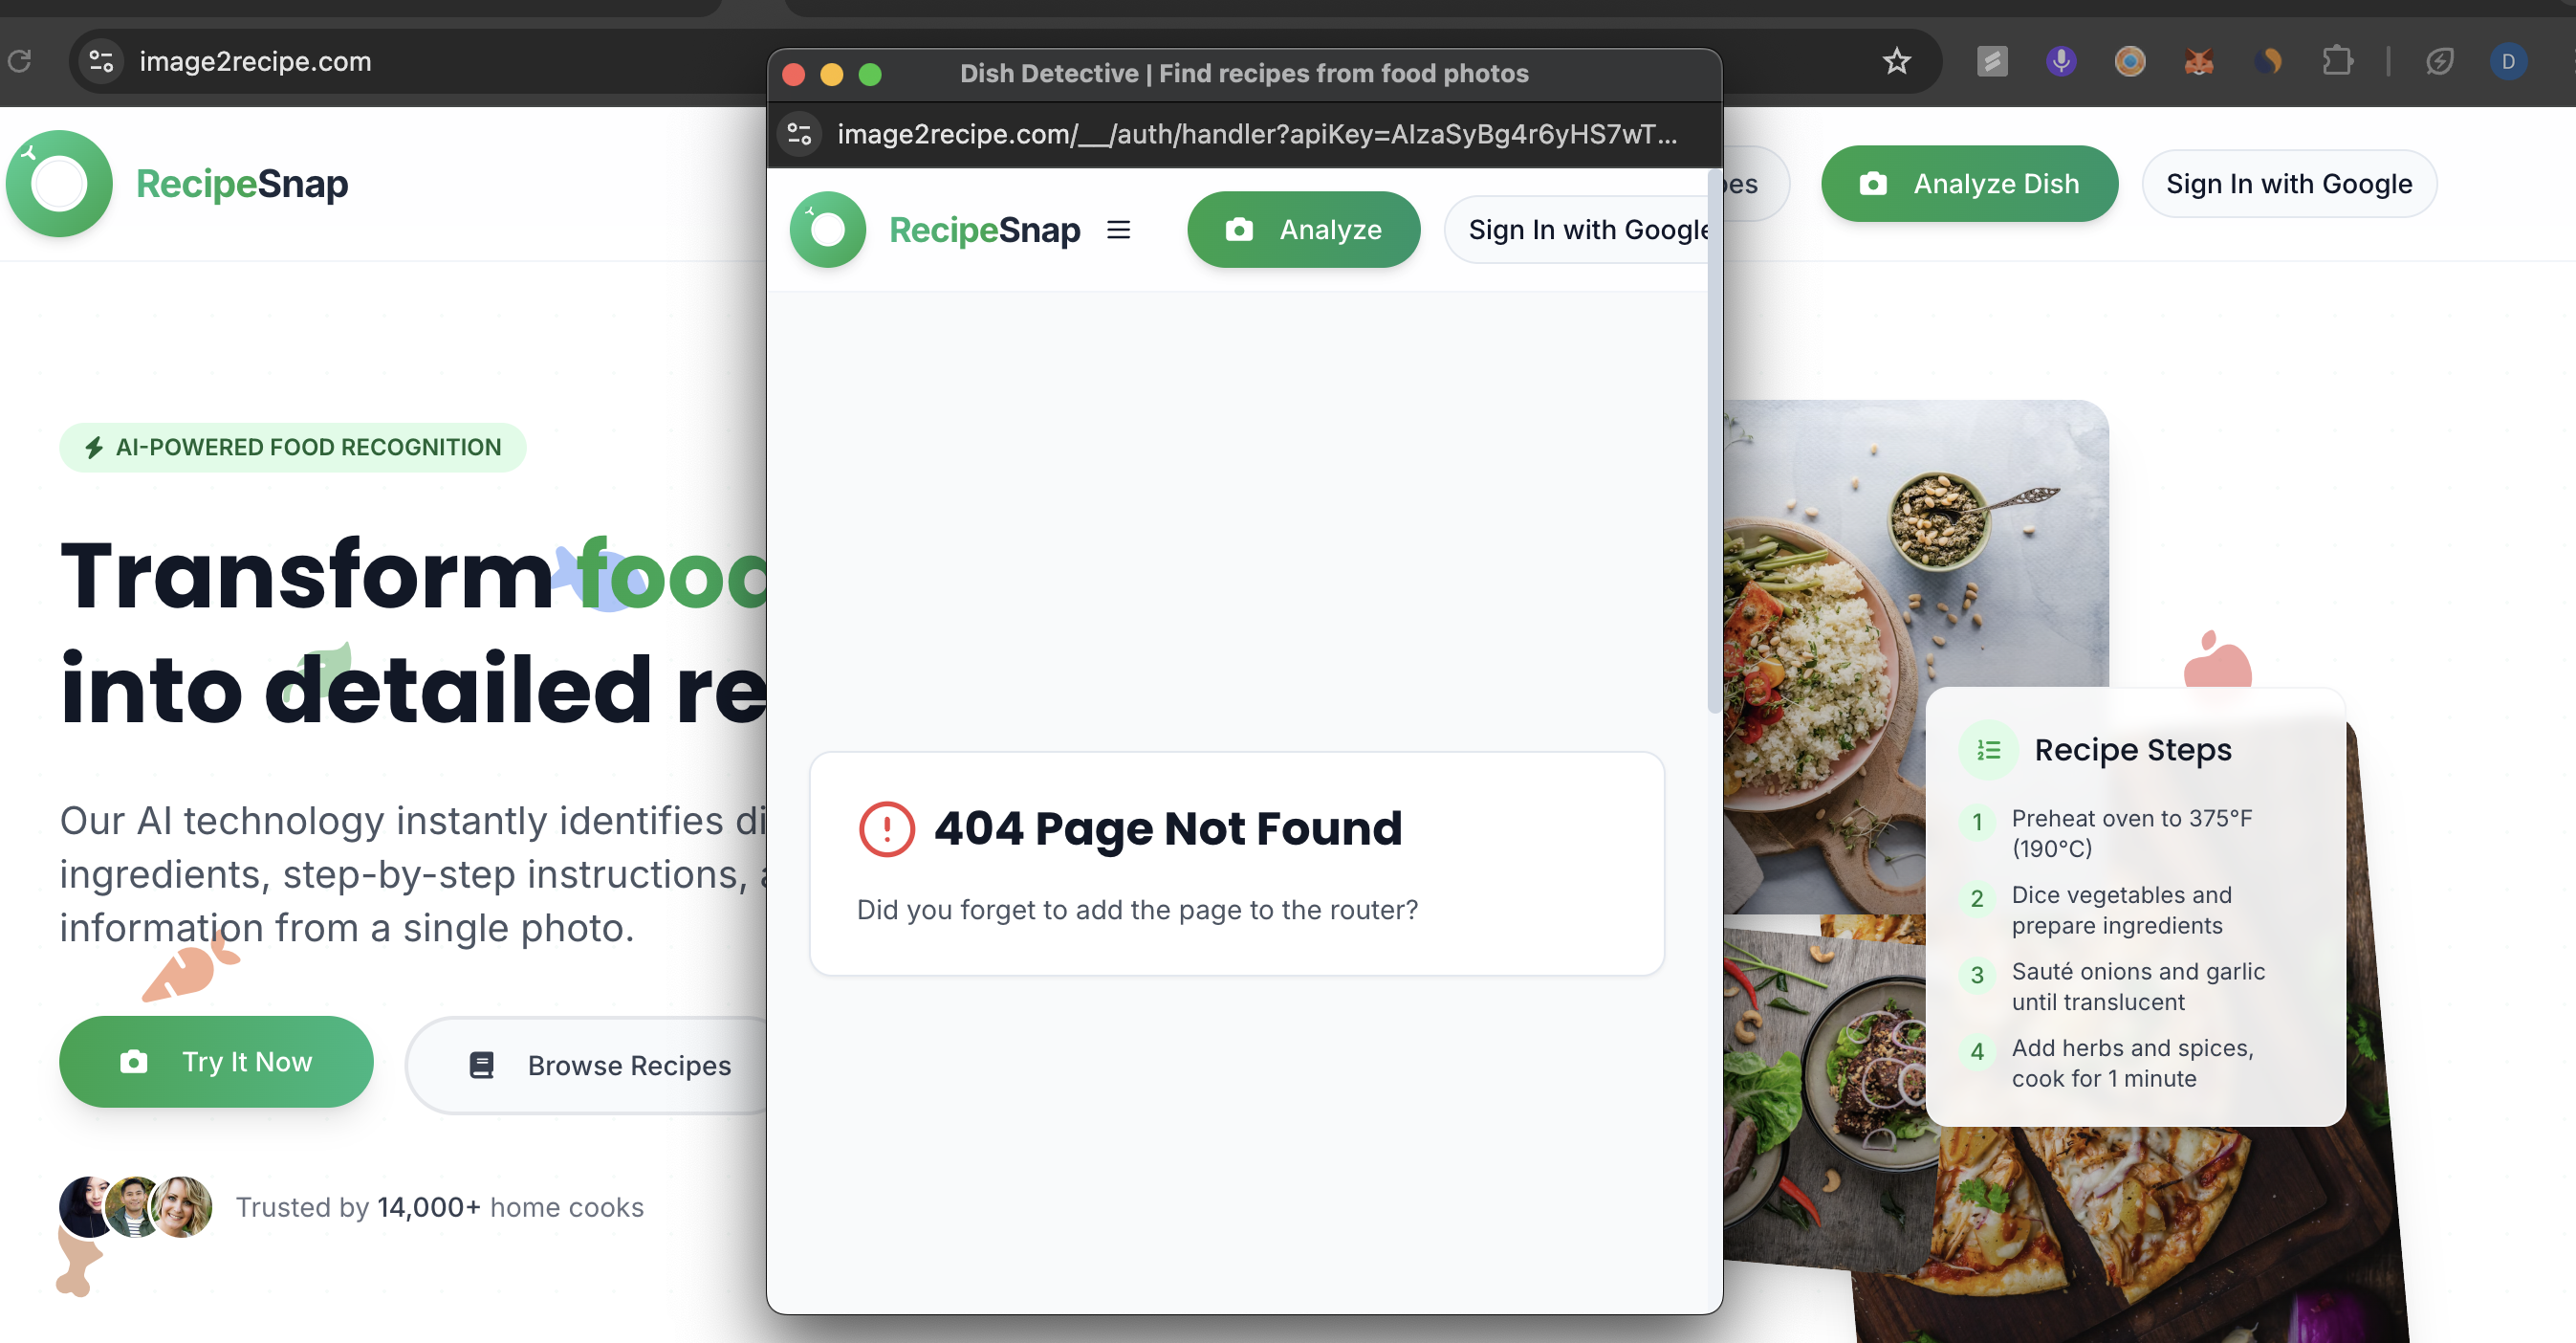 image2recipe.com
D
RecipeSnap
Analyze Dish
Sign In with Google
AI-POWERED FOOD RECOGNITION
Transform food
into detailed re
Our AI technology instantly identifies di
ingredients, step-by-step instructions,
information from a single photo.
Try It Now
Browse Recipes
Trusted by 14,000+ home cooks
Dish Detective | Find recipes from food photos
image2recipe.com/__/auth/handler?apiKey=AIzaSyBg4r6yHS7wT...
RecipeSnap
Analyze
Sign In with Google
404 Page Not Found
Did you forget to add the page to the router?
Recipe Steps
1 Preheat oven to 375°F
(190°C)
2 Dice vegetables and
prepare ingredients
3 Sauté onions and garlic
until translucent
4 Add herbs and spices,
cook for 1 minute